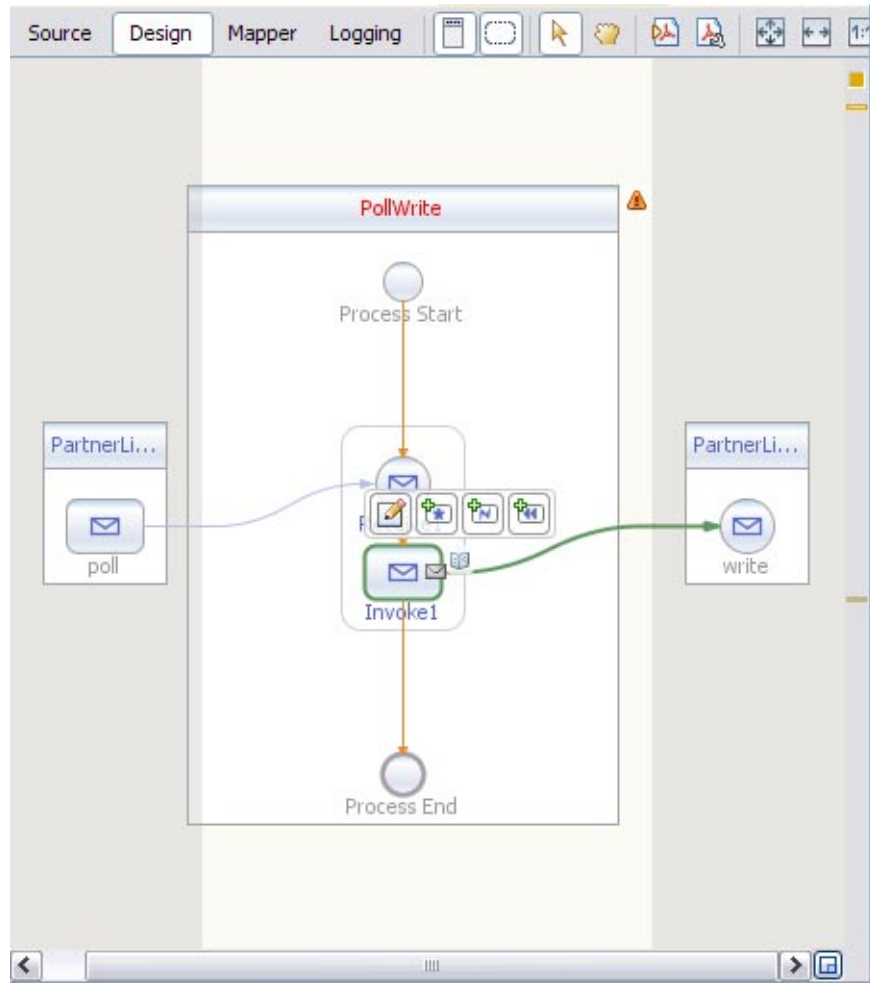 Source Design Mapper Logging
PollWrite
Process Start
PartnerLi...
PartnerLi...
poll
write
Invoke1
Process End